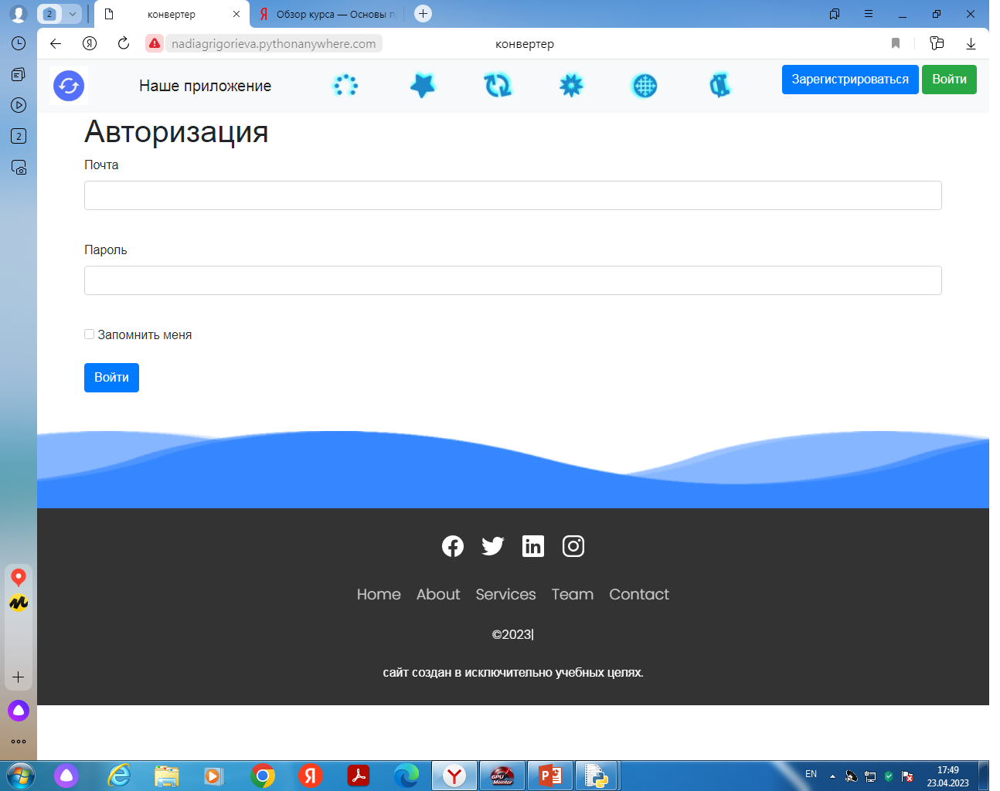 2
конвертер
Обзор курса — Основы п
nadiagrigorieva.pythonanywhere.com
конвертер
2
Наше приложение
Зарегистрироваться
Войти
Авторизация
Почта
Пароль
Запомнить меня
Войти
Home About Services Team Contact
©2023|
сайт создан в исключительно учебных целях.
EN
17:49
23.04.2023